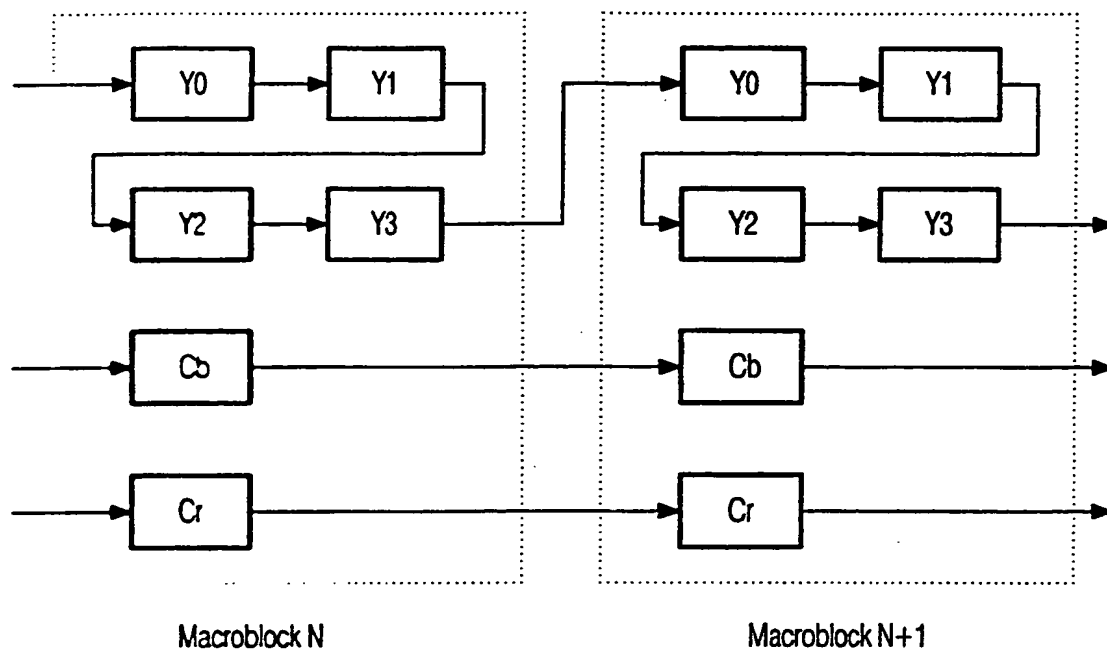 Y0 Y1 Y0 Y1
Y2 Y3 Y2 Y3
Cb Cb
Cr Cr
Macroblock N Macroblock N+1